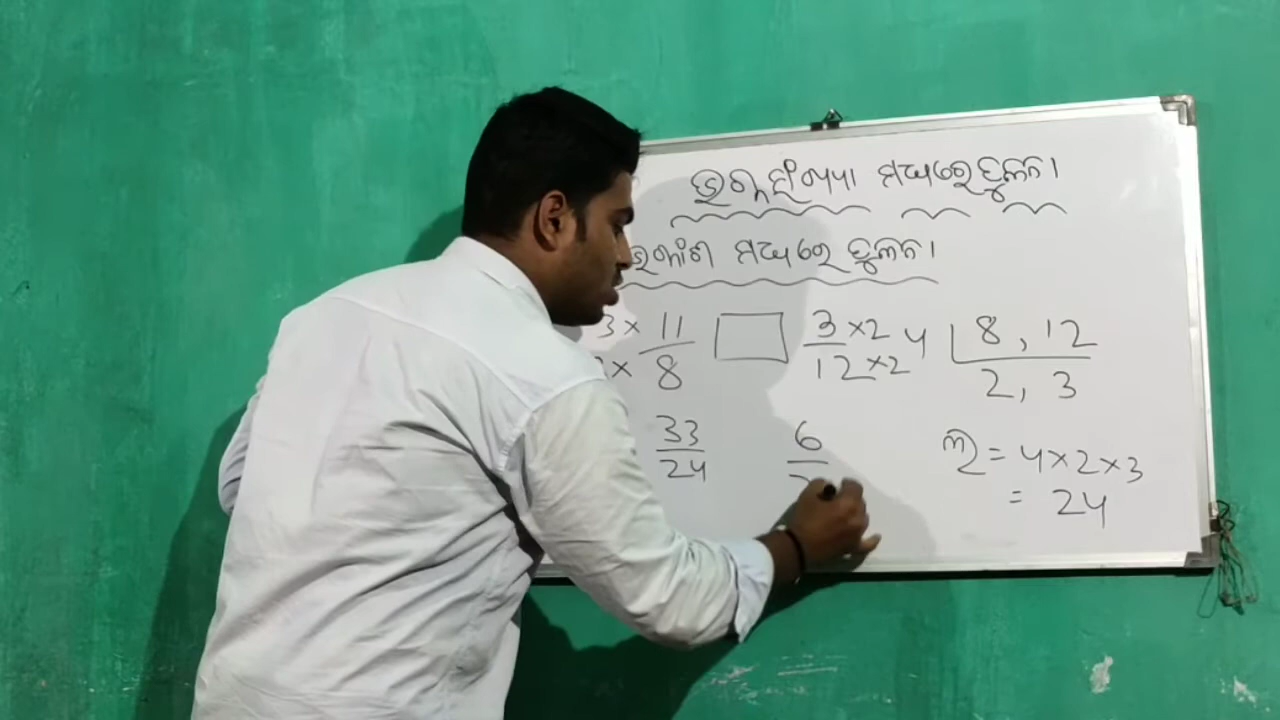 ଭଗ୍ନସଂଖ୍ୟା ମଧ୍ୟରେ ତୁଳନା ।
ଭଗ୍ନାଂଶ ମଧ୍ୟରେ ତୁଳନା ।
3 × 11 3 × 2 4 8 , 12
× 8 12 × 2 2 , 3
33 6
24
= 4 × 2 × 3
= 24